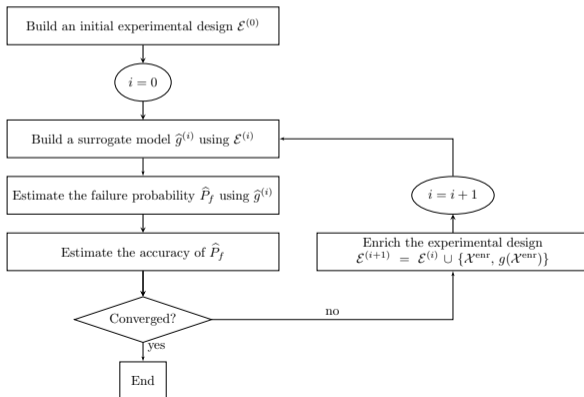 Build an initial experimental design $\mathcal{E}^{(0)}$
$i = 0$
Build a surrogate model $\widehat{g}^{(i)}$ using $\mathcal{E}^{(i)}$
Estimate the failure probability $\widehat{P}_f$ using $\widehat{g}^{(i)}$
$i = i + 1$
Estimate the accuracy of $\widehat{P}_f$
Enrich the experimental design
$\mathcal{E}^{(i+1)} = \mathcal{E}^{(i)} \cup \{\mathcal{X}^{\text{enr}}, g(\mathcal{X}^{\text{enr}})\}$
Converged?
no
yes
End